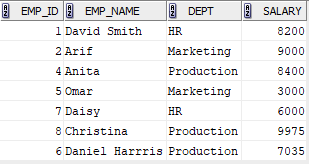 EMP_ID EMP_NAME DEPT SALARY
1 David Smith HR 8200
2 Arif Marketing 9000
4 Anita Production 8400
5 Omar Marketing 3000
7 Daisy HR 6000
8 Christina Production 9975
6 Daniel Harrris Production 7035